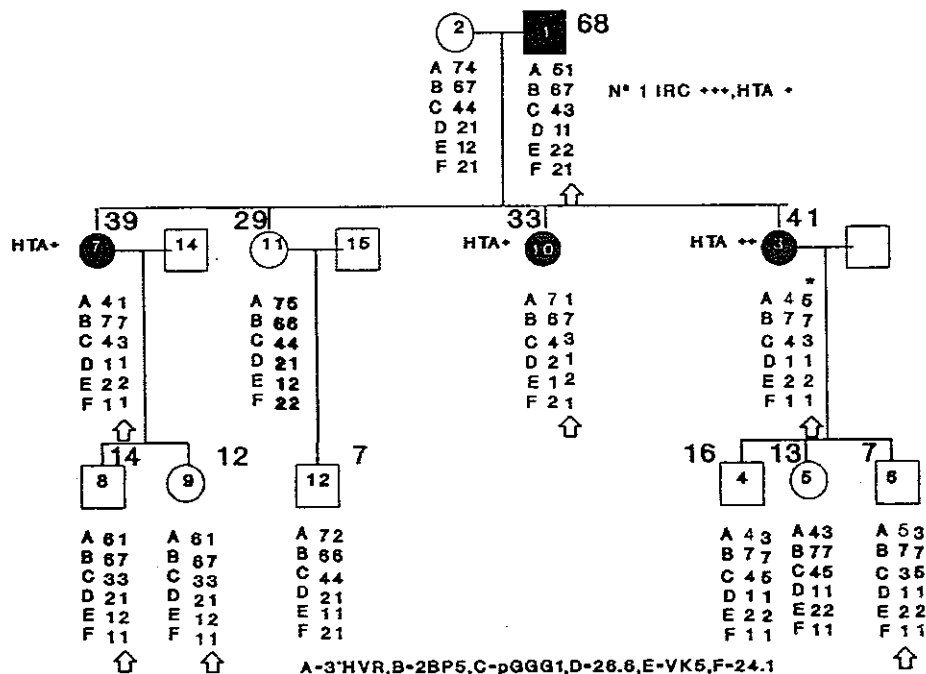 2 1 68
A 74
B 67
C 44
D 21
E 12
F 21
A 51
B 67
C 43
D 11
E 22
F 21
Nº 1 IRC +++,HTA +
39 29 33 41
HTA+ 7 14 11 15 HTA+ 10 HTA ++ 3
A 41
B 77
C 43
D 11
E 22
F 11
A 75
B 66
C 44
D 21
E 12
F 22
A 71
B 67
C 43
D 21
E 12
F 21
*
A 45
B 77
C 43
D 11
E 22
F 11
14 12 7 16 13 7
8 9 12 4 5 6
A 61
B 67
C 33
D 21
E 12
F 11
A 61
B 67
C 33
D 21
E 12
F 11
A 72
B 66
C 44
D 21
E 11
F 21
A 43
B 77
C 45
D 11
E 22
F 11
A 43
B 77
C 45
D 11
E 22
F 11
A 53
B 77
C 35
D 11
E 22
F 11
A=3'HVR,B=2BP5,C=pGGG1,D=26.6,E=VK5,F=24.1